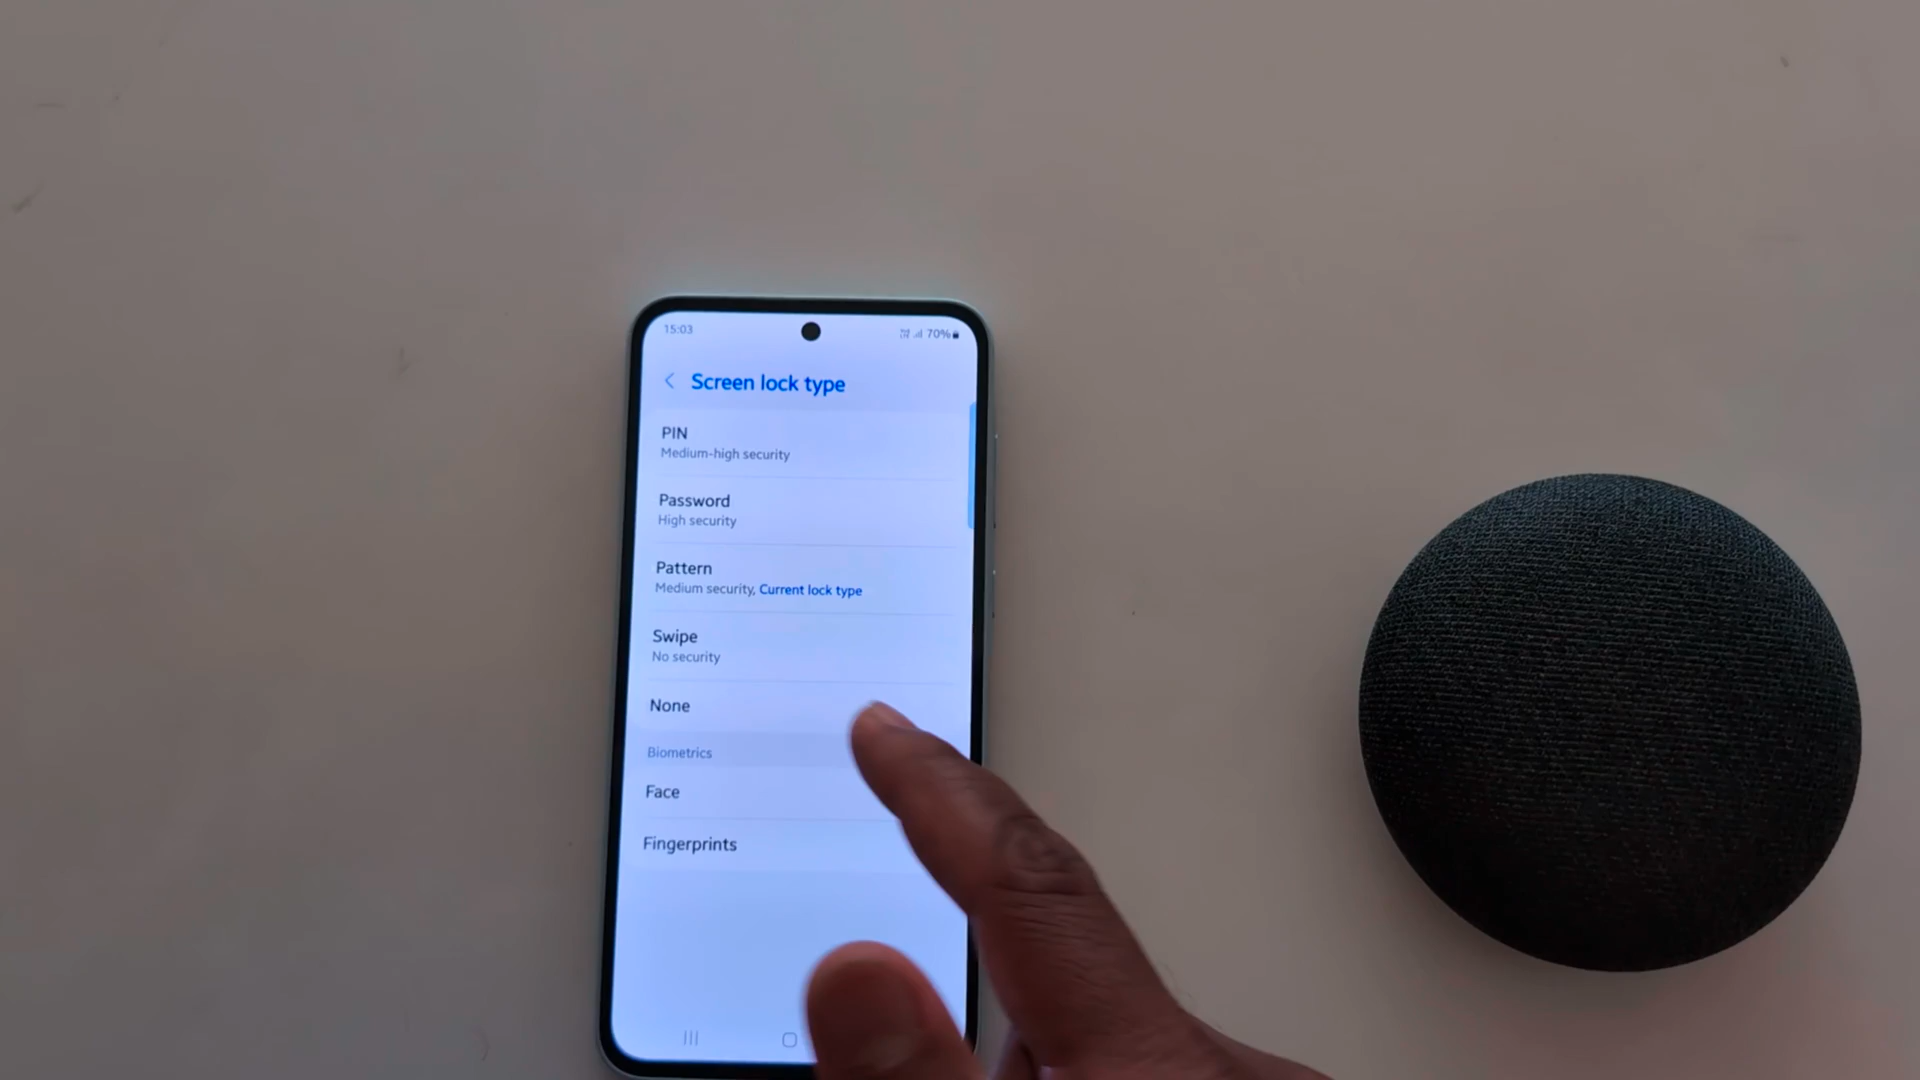 15:03
70%
Screen lock type
PIN
Medium-high security
Password
High security
Pattern
Medium security, Current lock type
Swipe
No security
None
Biometrics
Face
Fingerprints